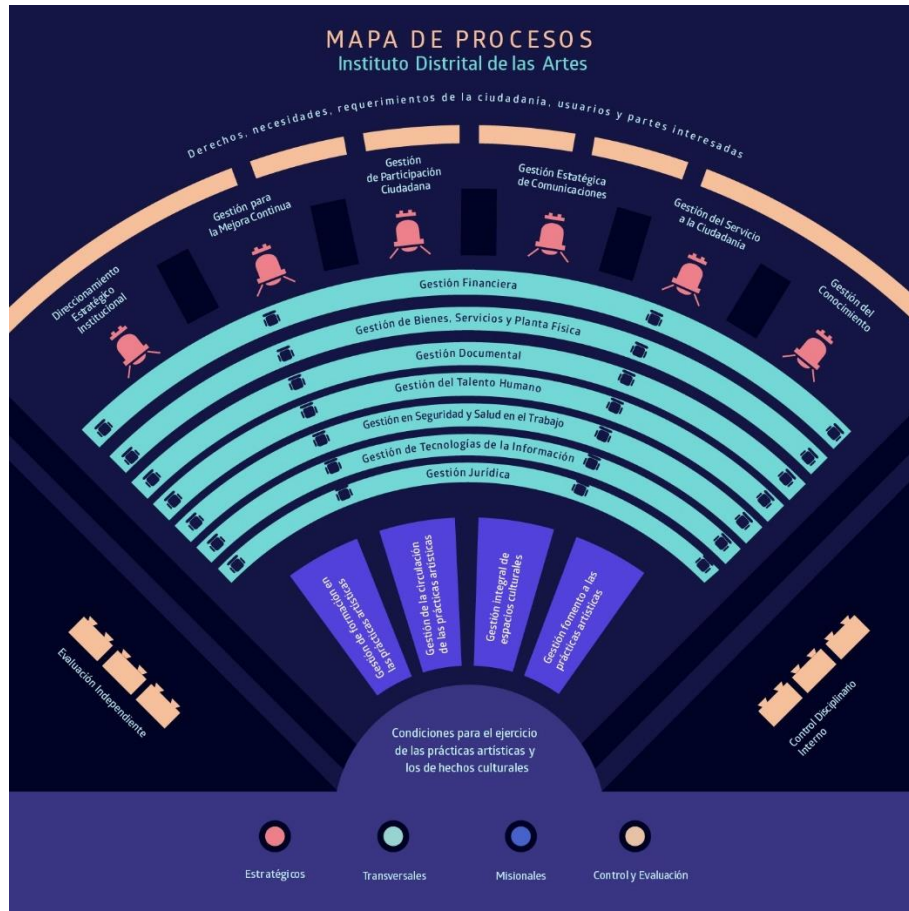 MAPA DE PROCESOS
Instituto Distrital de las Artes
Derechos, necesidades, requerimientos de la ciudadanía, usuarios y partes interesadas
Direccionamiento
Estratégico
Institucional
Gestión para
la Mejora Continua
Gestión
de Participación
Ciudadana
Gestión Estatégica
de Comunicaciones
Gestión del Servicio
a la Ciudadanía
Gestión del
Conocimiento
Gestión Financiera
Gestión de Bienes, Servicios y Planta Física
Gestión Documental
Gestión del Talento Humano
Gestión en Seguridad y Salud en el Trabajo
Gestión de Tecnologías de la Información
Gestión Jurídica
Gestión de formación en
las prácticas artísticas
Gestión de la circulación
de las prácticas artísticas
Gestión integral de
espacios culturales
Gestión fomento a las
prácticas artísticas
Evaluación Independiente
Control Disciplinario
Interno
Condiciones para el ejercicio
de las prácticas artísticas y
los de hechos culturales
Estratégicos
Transversales
Misionales
Control y Evaluación